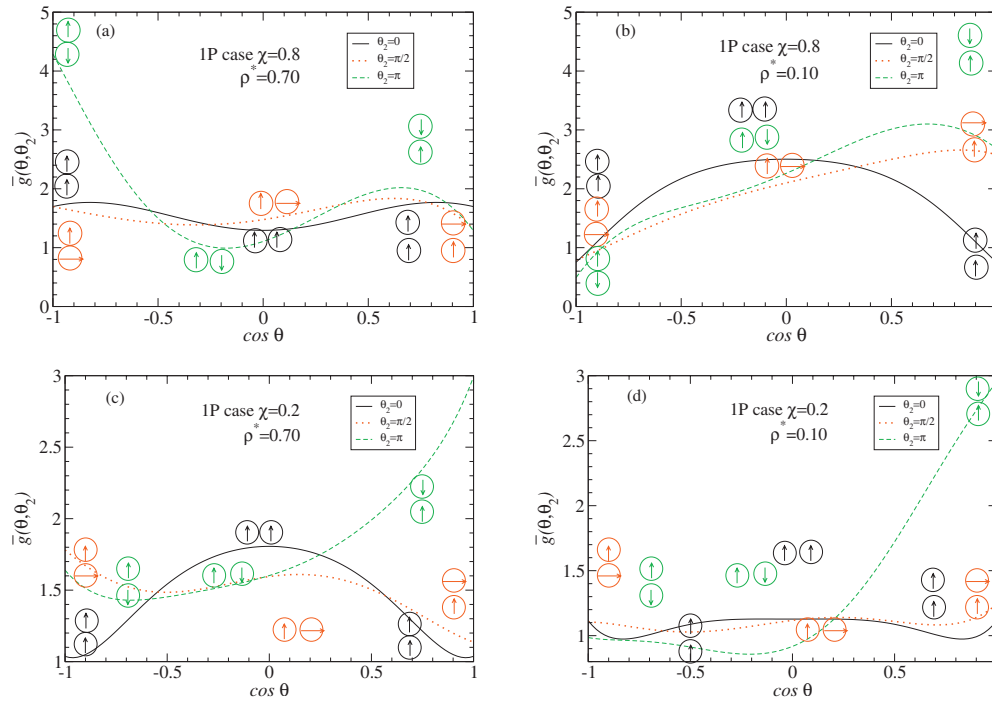 (a)
1P case χ=0.8
ρ*=0.70
θ₂=0
θ₂=π/2
θ₂=π
5
4
3
2
1
0
g̅(θ,θ₂)
-1
-0.5
0
0.5
1
cos θ
(b)
1P case χ=0.8
ρ*=0.10
θ₂=0
θ₂=π/2
θ₂=π
5
4
3
2
1
0
g̅(θ,θ₂)
-1
-0.5
0
0.5
1
cos θ
(c)
1P case χ=0.2
ρ*=0.70
θ₂=0
θ₂=π/2
θ₂=π
3
2.5
2
1.5
1
g̅(θ,θ₂)
-1
-0.5
0
0.5
1
cos θ
(d)
1P case χ=0.2
ρ*=0.10
θ₂=0
θ₂=π/2
θ₂=π
3
2.5
2
1.5
1
g̅(θ,θ₂)
-1
-0.5
0
0.5
1
cos θ